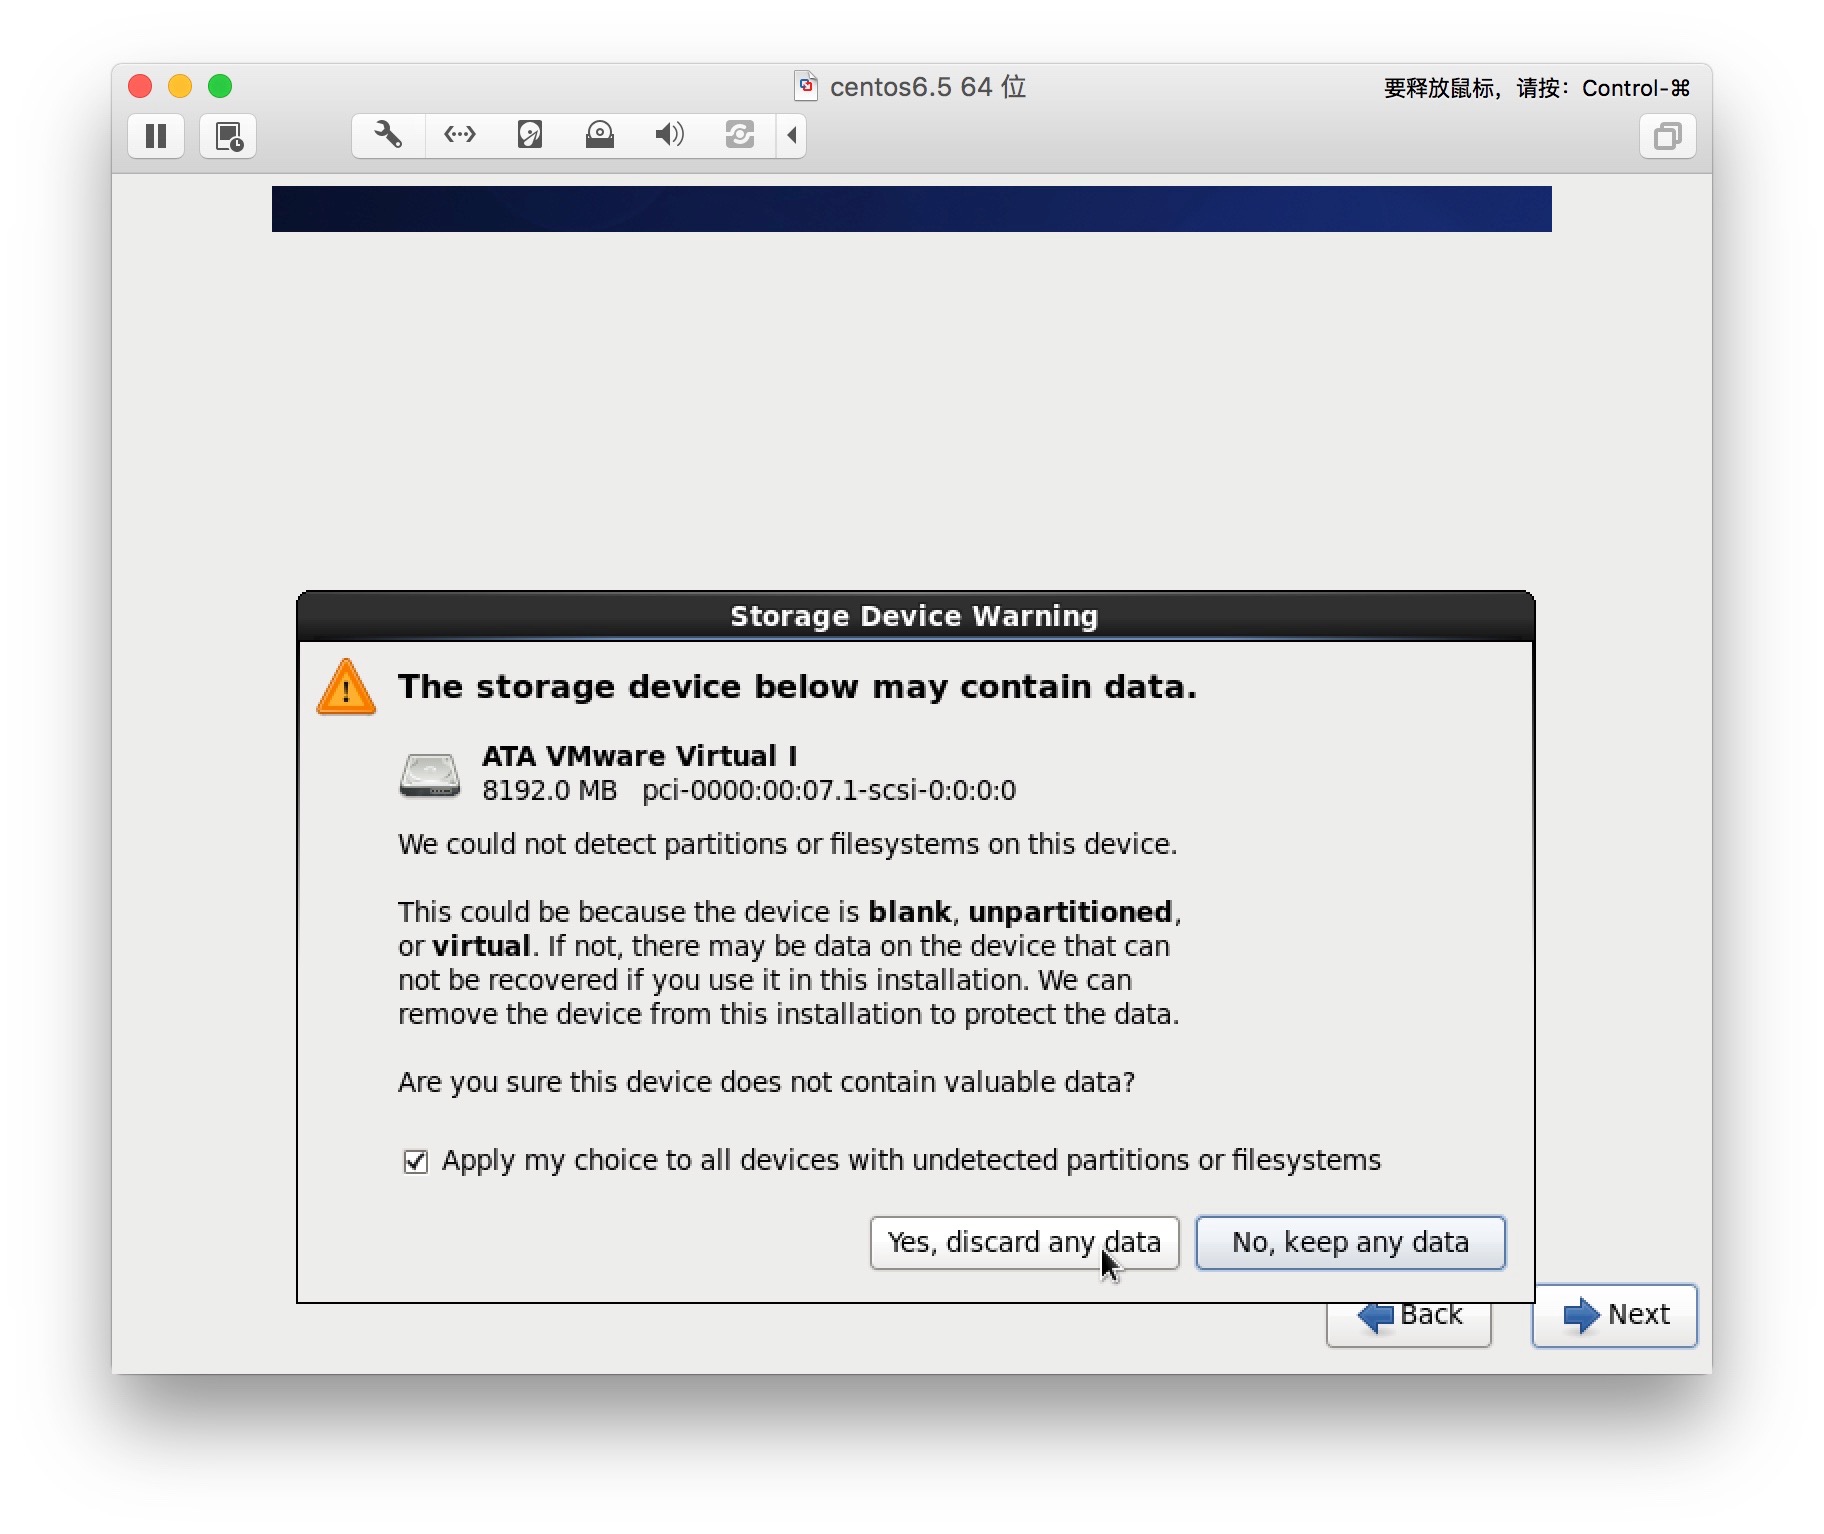 centos6.5 64 位
要释放鼠标，请按：Control-⌘
Storage Device Warning
The storage device below may contain data.
ATA VMware Virtual I
8192.0 MB pci-0000:00:07.1-scsi-0:0:0:0
We could not detect partitions or filesystems on this device.
This could be because the device is blank, unpartitioned,
or virtual. If not, there may be data on the device that can
not be recovered if you use it in this installation. We can
remove the device from this installation to protect the data.
Are you sure this device does not contain valuable data?
Apply my choice to all devices with undetected partitions or filesystems
Yes, discard any data
No, keep any data
Back
Next